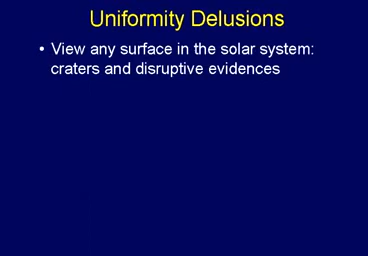 Uniformity Delusions
• View any surface in the solar system:
craters and disruptive evidences